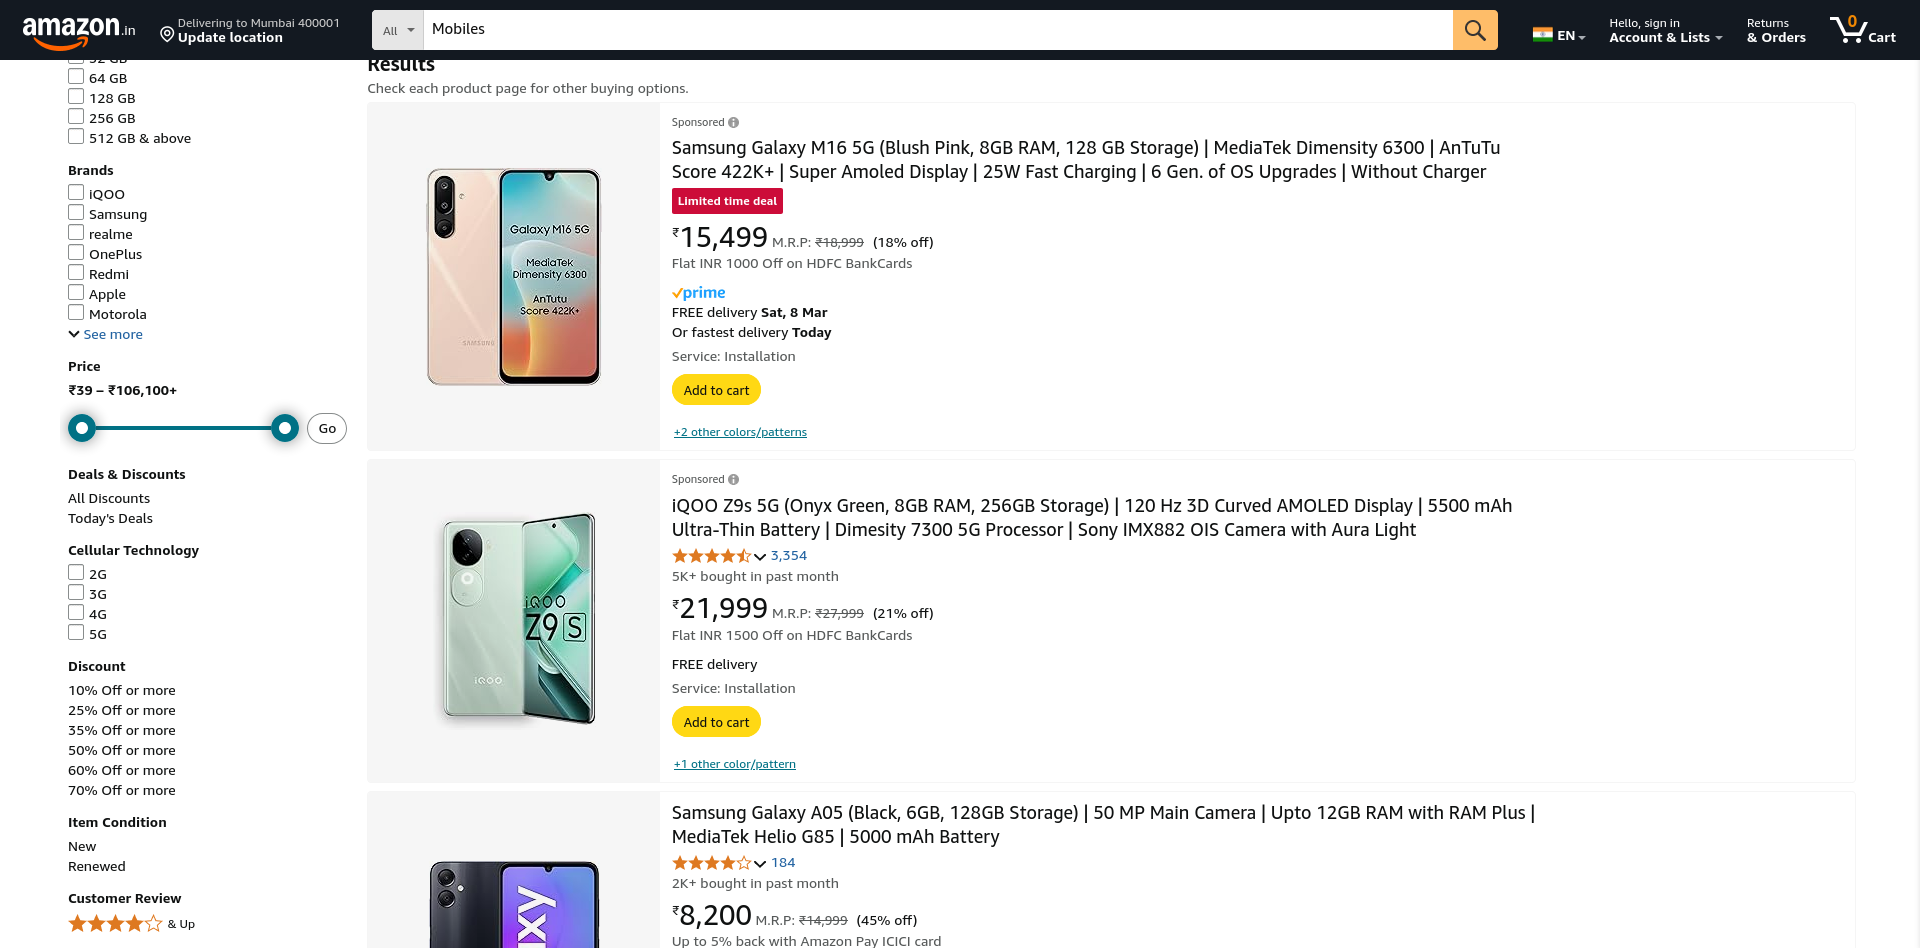 amazon.in
Delivering to Mumbai 400001
Update location
All
Mobiles
EN
Hello, sign in
Account & Lists
Returns
& Orders
0
Cart
32 GB
64 GB
128 GB
256 GB
512 GB & above
Brands
iQOO
Samsung
realme
OnePlus
Redmi
Apple
Motorola
See more
Price
₹39 – ₹106,100+
Go
Deals & Discounts
All Discounts
Today's Deals
Cellular Technology
2G
3G
4G
5G
Discount
10% Off or more
25% Off or more
35% Off or more
50% Off or more
60% Off or more
70% Off or more
Item Condition
New
Renewed
Customer Review
& Up
Results
Check each product page for other buying options.
Galaxy M16 5G
MediaTek
Dimensity 6300
AnTuTu
Score 422K+
SAMSUNG
Sponsored
Samsung Galaxy M16 5G (Blush Pink, 8GB RAM, 128 GB Storage) | MediaTek Dimensity 6300 | AnTuTu
Score 422K+ | Super Amoled Display | 25W Fast Charging | 6 Gen. of OS Upgrades | Without Charger
Limited time deal
₹15,499 M.R.P: ₹18,999 (18% off)
Flat INR 1000 Off on HDFC BankCards
prime
FREE delivery Sat, 8 Mar
Or fastest delivery Today
Service: Installation
Add to cart
+2 other colors/patterns
iQOO
Z9 S
iQOO
Sponsored
iQOO Z9s 5G (Onyx Green, 8GB RAM, 256GB Storage) | 120 Hz 3D Curved AMOLED Display | 5500 mAh
Ultra-Thin Battery | Dimesity 7300 5G Processor | Sony IMX882 OIS Camera with Aura Light
3,354
5K+ bought in past month
₹21,999 M.R.P: ₹27,999 (21% off)
Flat INR 1500 Off on HDFC BankCards
FREE delivery
Service: Installation
Add to cart
+1 other color/pattern
Samsung Galaxy A05 (Black, 6GB, 128GB Storage) | 50 MP Main Camera | Upto 12GB RAM with RAM Plus |
MediaTek Helio G85 | 5000 mAh Battery
184
2K+ bought in past month
₹8,200 M.R.P: ₹14,999 (45% off)
Up to 5% back with Amazon Pay ICICI card